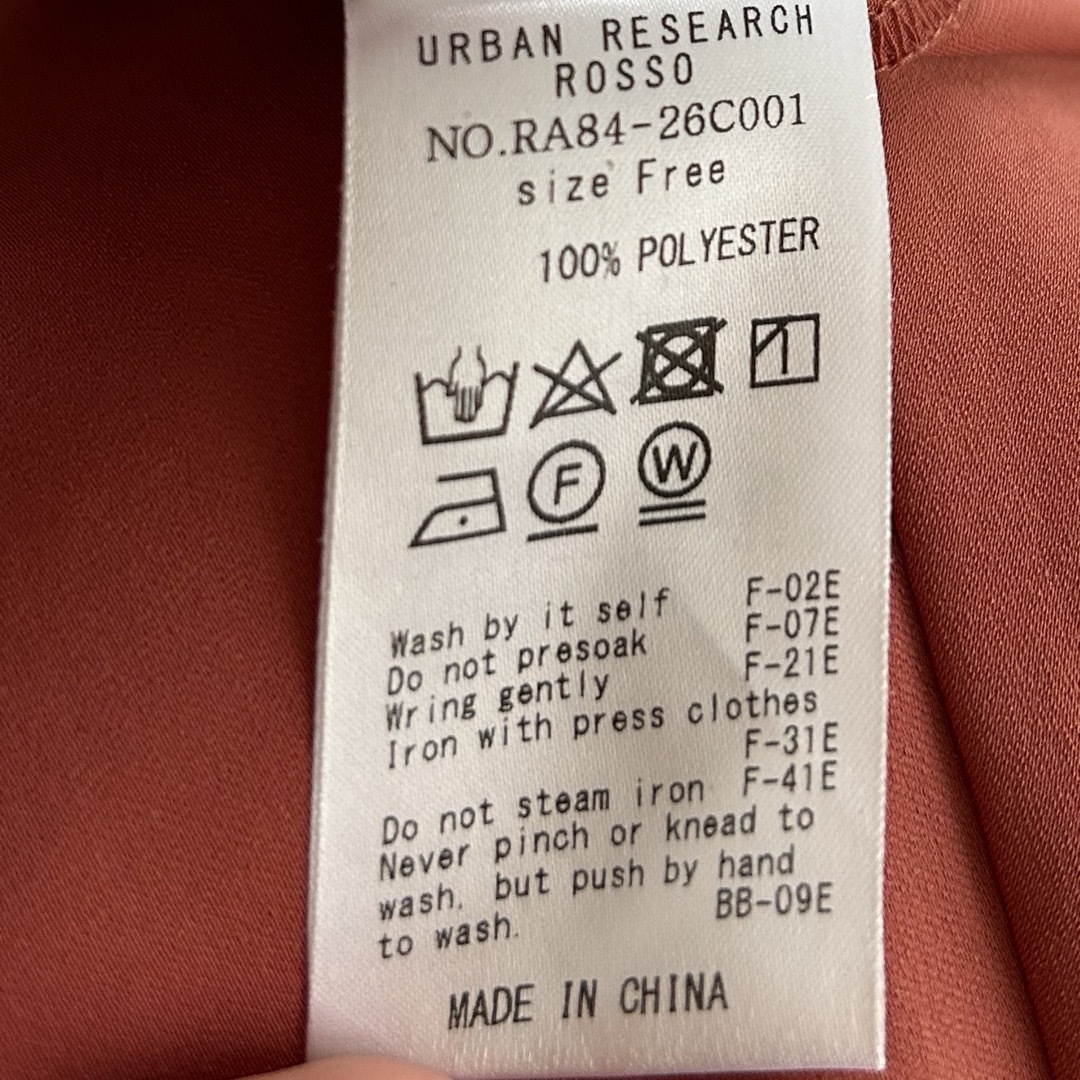 URBAN RESEARCH
ROSSO
NO.RA84-26C001
size Free
100% POLYESTER
F W
Wash by it self F-02E
Do not presoak F-07E
Wring gently F-21E
Iron with press clothes
F-31E
Do not steam iron F-41E
Never pinch or knead to
wash, but push by hand
to wash. BB-09E
MADE IN CHINA